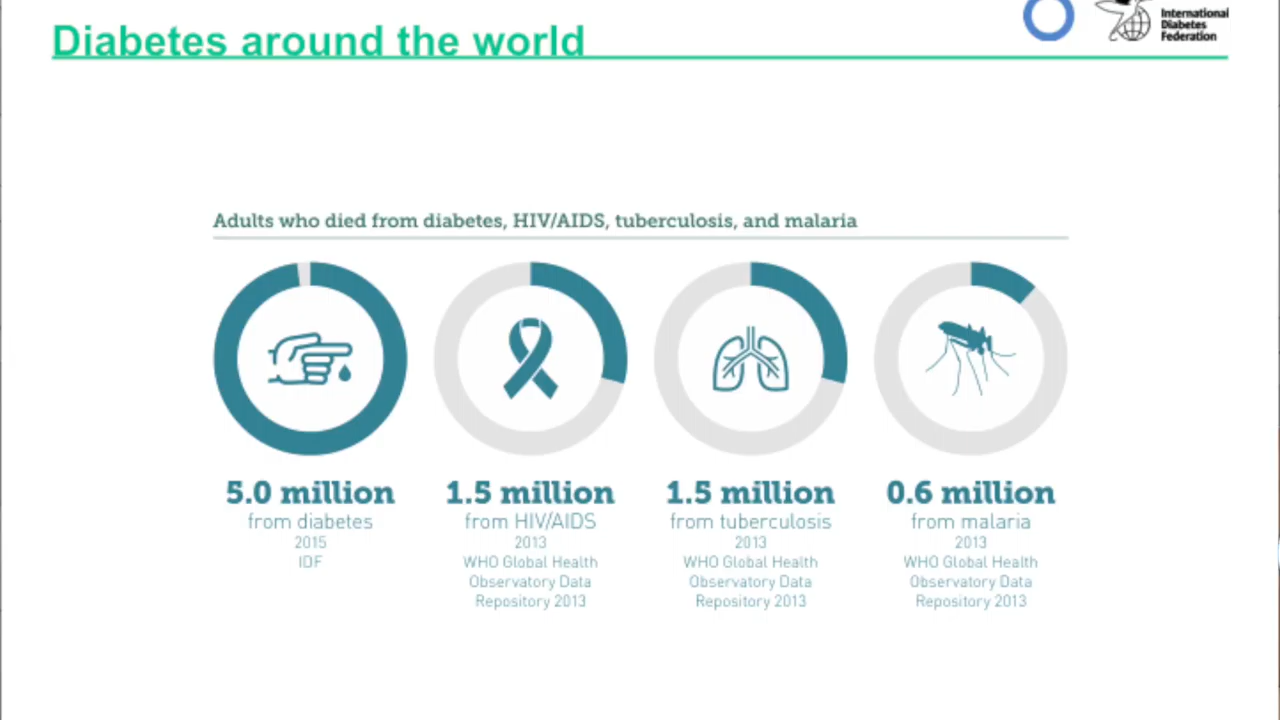 Diabetes around the world
International
Diabetes
Federation
Adults who died from diabetes, HIV/AIDS, tuberculosis, and malaria
5.0 million
from diabetes
2015
IDF
1.5 million
from HIV/AIDS
2013
WHO Global Health
Observatory Data
Repository 2013
1.5 million
from tuberculosis
2013
WHO Global Health
Observatory Data
Repository 2013
0.6 million
from malaria
2013
WHO Global Health
Observatory Data
Repository 2013